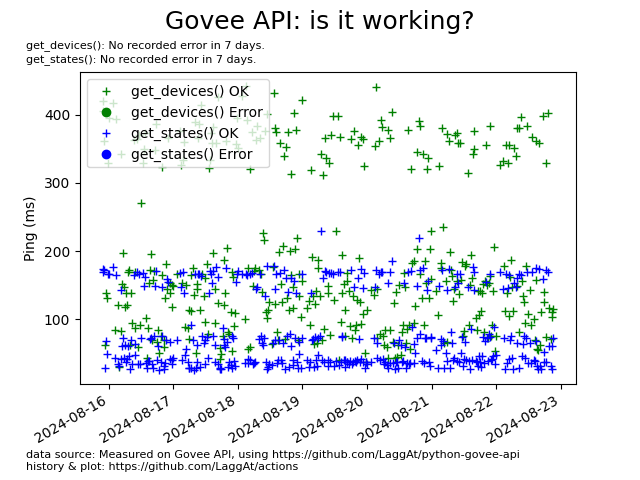 Govee API: is it working?
get_devices(): No recorded error in 7 days.
get_states(): No recorded error in 7 days.
get_devices() OK
get_devices() Error
get_states() OK
get_states() Error
Ping (ms)
400
300
200
100
2024-08-16
2024-08-17
2024-08-18
2024-08-19
2024-08-20
2024-08-21
2024-08-22
2024-08-23
data source: Measured on Govee API, using https://github.com/LaggAt/python-govee-api
history & plot: https://github.com/LaggAt/actions